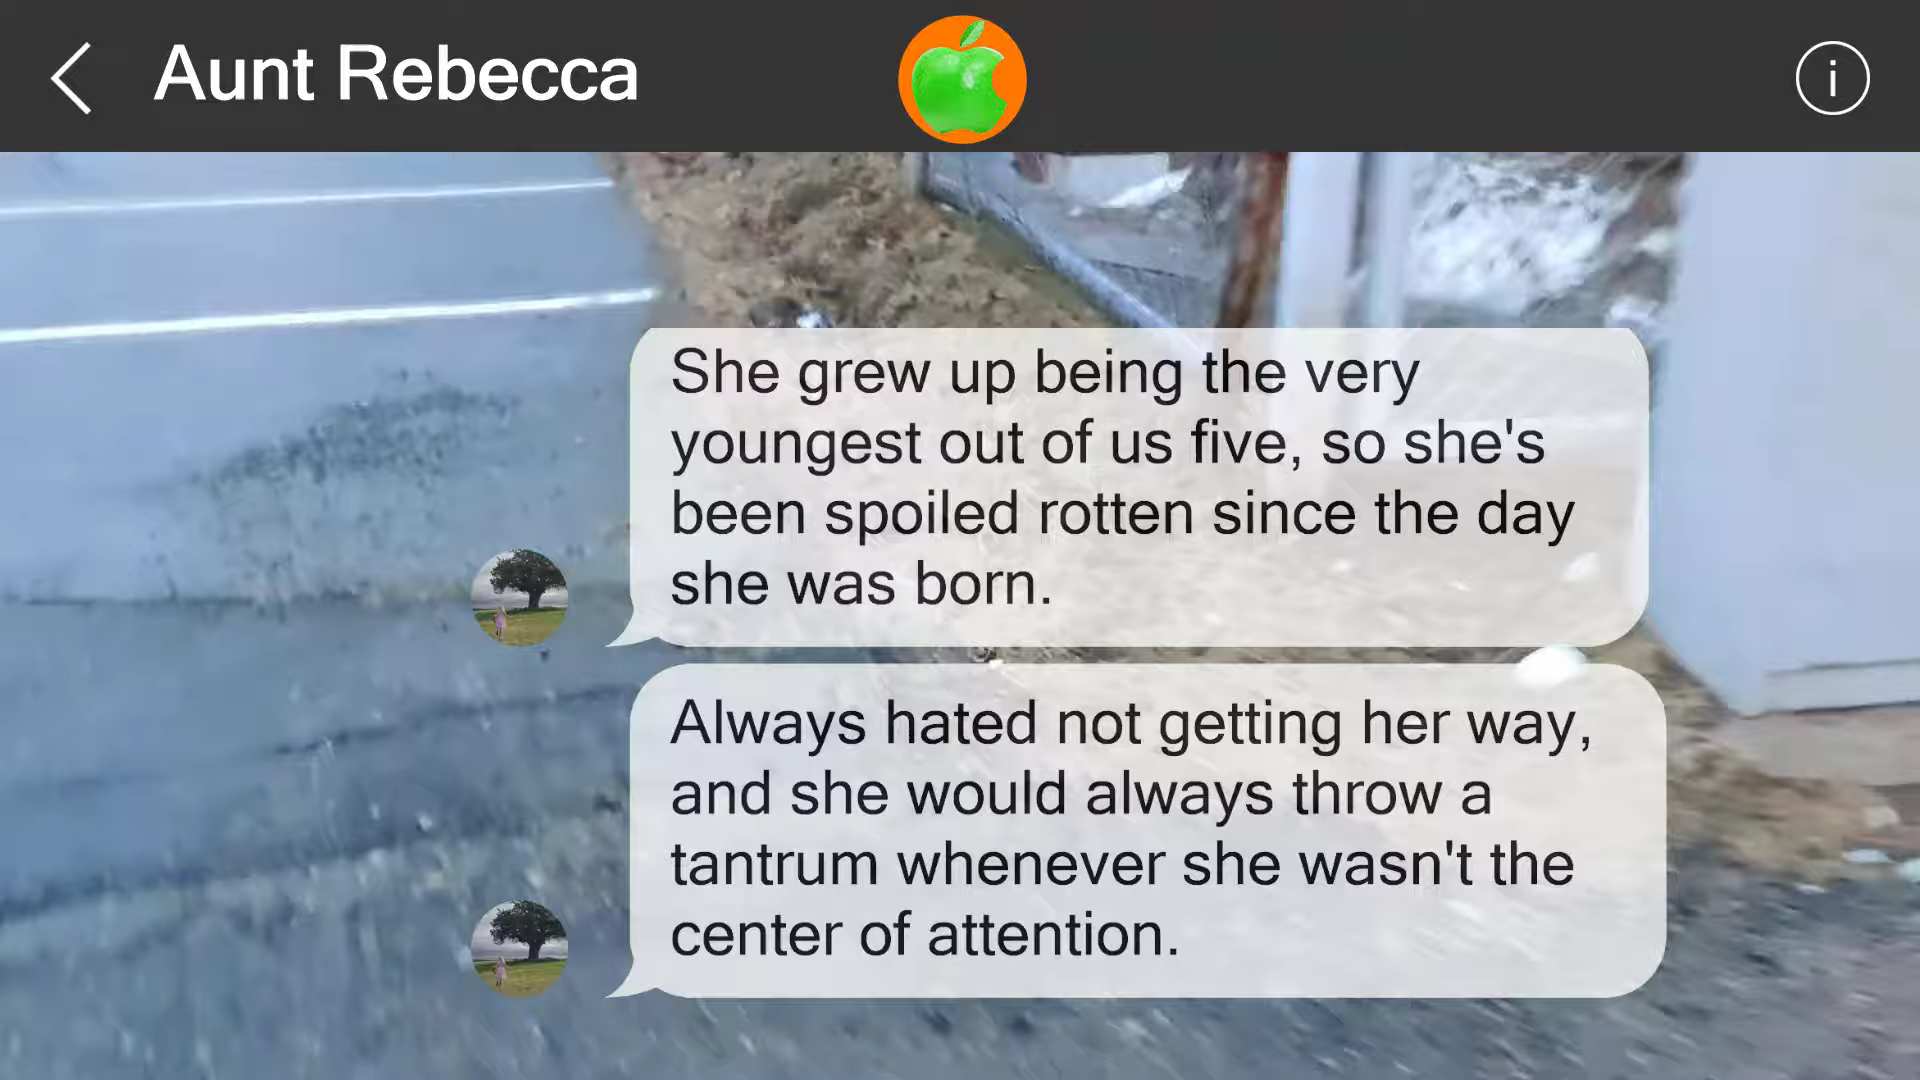 Aunt Rebecca
She grew up being the very
youngest out of us five, so she's
been spoiled rotten since the day
she was born.
Always hated not getting her way,
and she would always throw a
tantrum whenever she wasn't the
center of attention.